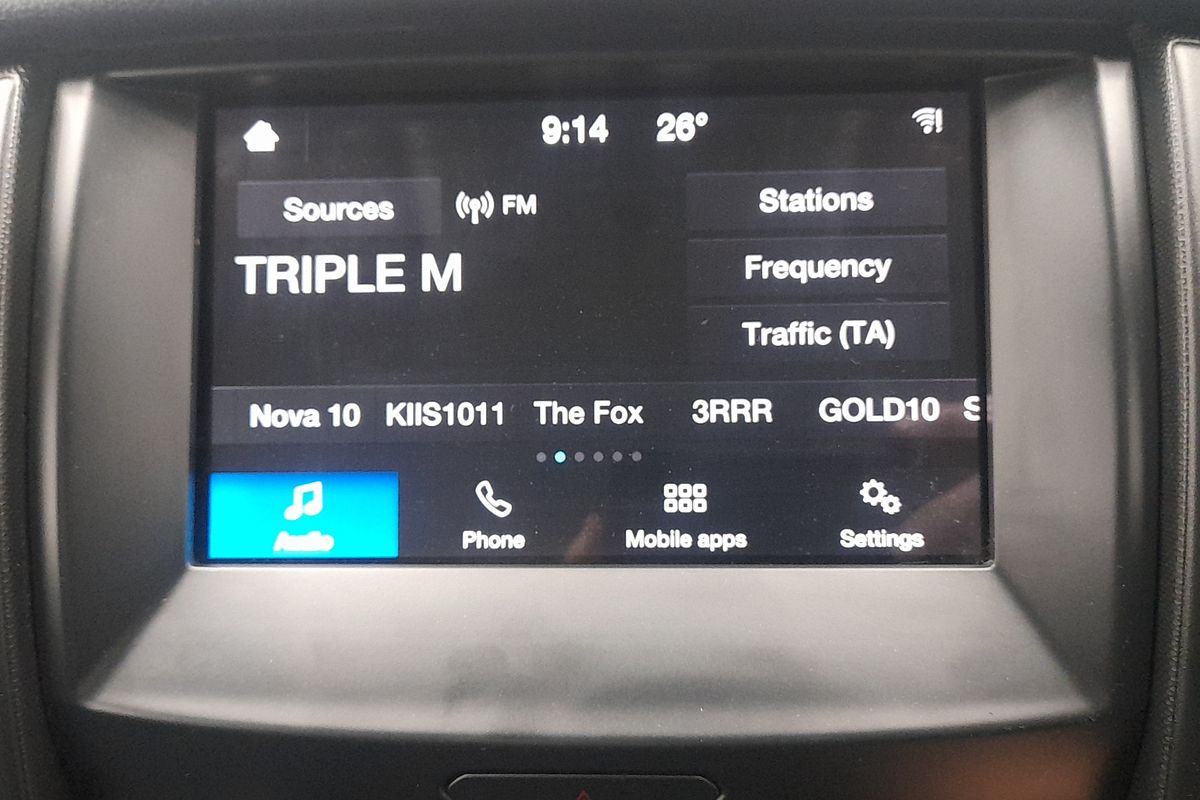 9:14 26°
Sources FM Stations
TRIPLE M Frequency
Traffic (TA)
Nova 10 KIIS1011 The Fox 3RRR GOLD10 S
Audio Phone Mobile apps Settings